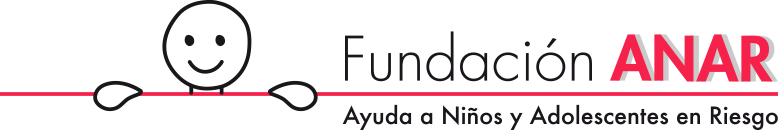 Fundación ANAR
Ayuda a Niños y Adolescentes en Riesgo